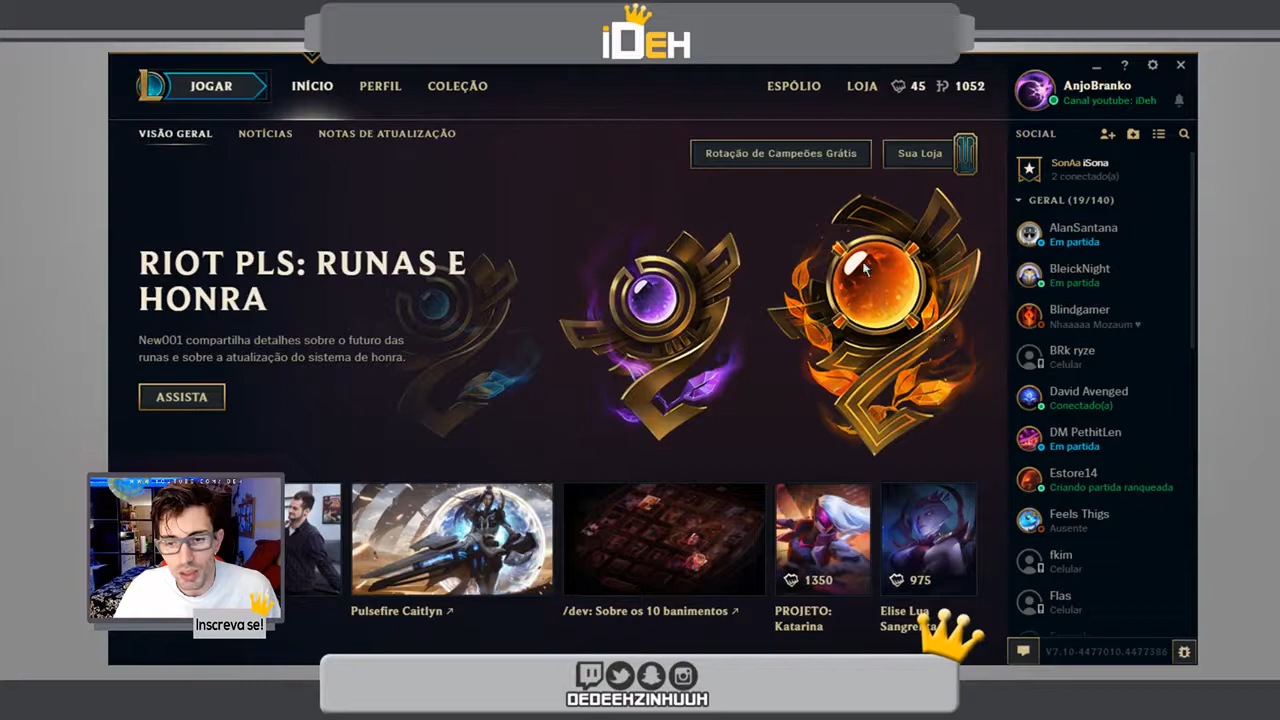 iDEH
JOGAR
INÍCIO
PERFIL
COLEÇÃO
ESPÓLIO
LOJA
45
1052
AnjoBranko
Canal youtube: iDeh
VISÃO GERAL
NOTÍCIAS
NOTAS DE ATUALIZAÇÃO
SOCIAL
Rotação de Campeões Grátis
Sua Loja
SonAa iSona
2 conectado(a)
GERAL (19/140)
AlanSantana
Em partida
BleickNight
Em partida
Blindgamer
Nhaaaaa Mozaum ♥
BRk ryze
Celular
David Avenged
Conectado(a)
DM PethitLen
Em partida
Estore14
Criando partida ranqueada
Feels Thigs
Ausente
fkim
Celular
Flas
Celular
RIOT PLS: RUNAS E
HONRA
New001 compartilha detalhes sobre o futuro das
runas e sobre a atualização do sistema de honra.
ASSISTA
1350
975
Pulsefire Caitlyn
/dev: Sobre os 10 banimentos
PROJETO:
Katarina
Elise Lua
Inscreva se!
V7.10-4477010.4477386
DEDEEHZINHUUH